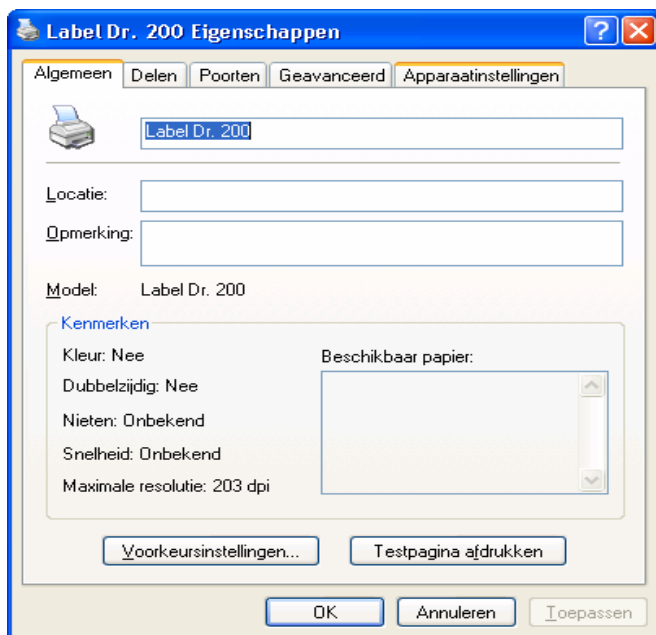 Label Dr. 200 Eigenschappen
Algemeen Delen Poorten Geavanceerd Apparaatinstellingen
Label Dr. 200
Locatie:
Opmerking:
Model: Label Dr. 200
Kenmerken
Kleur: Nee
Beschikbaar papier:
Dubbelzijdig: Nee
Nieten: Onbekend
Snelheid: Onbekend
Maximale resolutie: 203 dpi
Voorkeursinstellingen... Testpagina afdrukken
OK Annuleren Toepassen